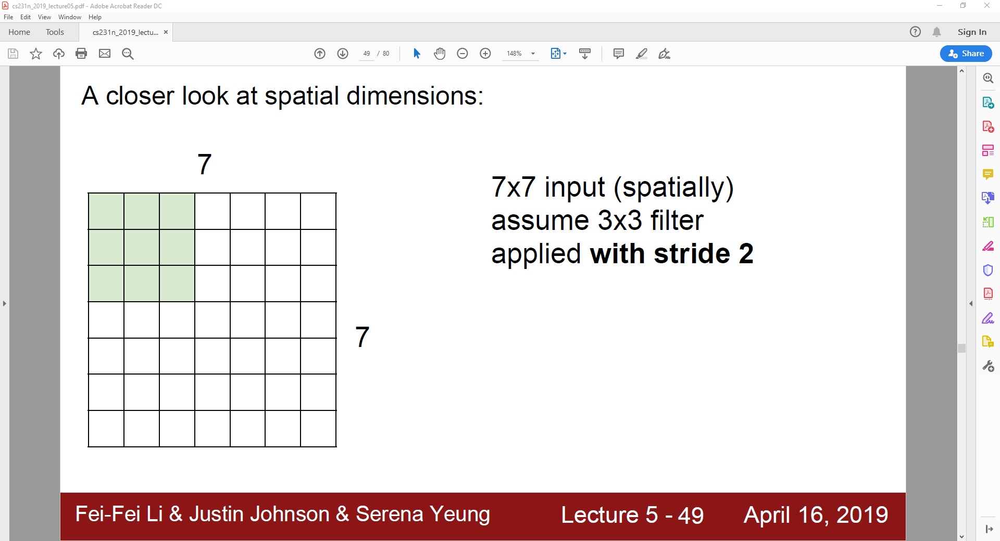 cs231n_2019_lecture05.pdf - Adobe Acrobat Reader DC
File Edit View Window Help
Home Tools cs231n_2019_lectu... Sign In
49 / 80 148% Share
A closer look at spatial dimensions:
7
7x7 input (spatially)
assume 3x3 filter
applied with stride 2
7
Fei-Fei Li & Justin Johnson & Serena Yeung Lecture 5 - 49 April 16, 2019